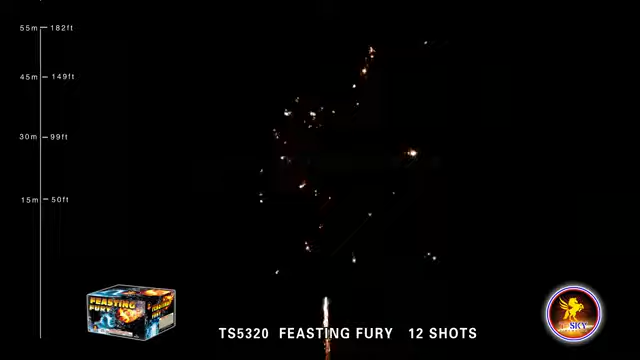 55m 182ft
45m 149ft
30m 99ft
15m 50ft
FEASTING
FURY
TS5320 FEASTING FURY 12 SHOTS
SKY